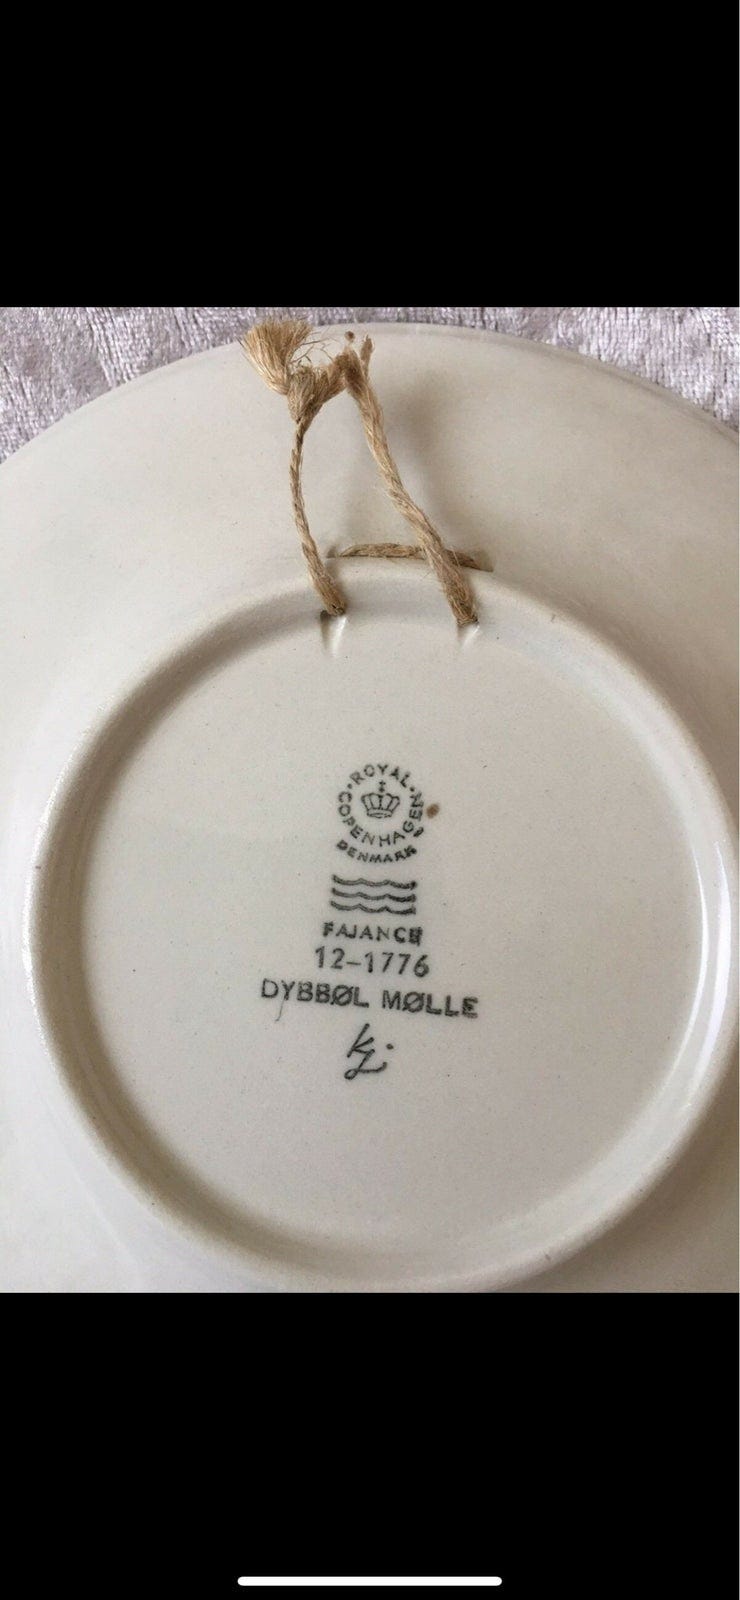 ROYAL COPENHAGEN
DENMARK
FAJANCE
12-1776
DYBBØL MØLLE